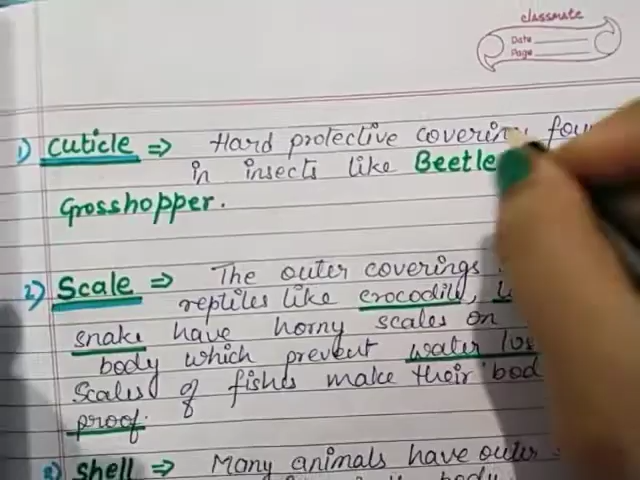 classmate
Date
Page
1) Cuticle ⇒ Hard protective covering
in insects like Beetle
Grosshopper.
2) Scale ⇒ The outer coverings
reptiles like crocodile,
snake have horny scales on
body which prevent water
Scales of fishes make their
proof.
3) Shell ⇒ Many animals have outer
body